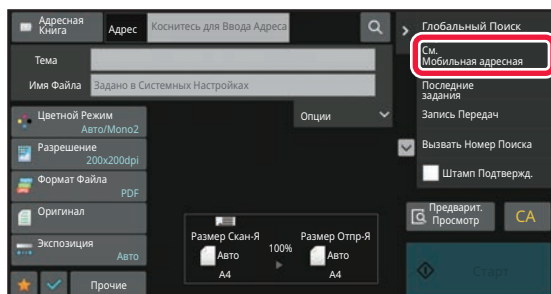 Адресная
Книга
Адрес
Коснитесь для Ввода Адреса
Тема
Имя Файла
Задано в Системных Настройках
Цветной Режим
Авто/Mono2
Разрешение
200x200dpi
Формат Файла
PDF
Оригинал
Экспозиция
Авто
Прочие
Опции
Размер Скан-Я
Авто
A4
100%
Размер Отпр-Я
Авто
A4
Глобальный Поиск
См.
Мобильная адресная
Последние
задания
Запись Передач
Вызвать Номер Поиска
Штамп Подтвержд.
Предварит.
Просмотр
CA
Старт